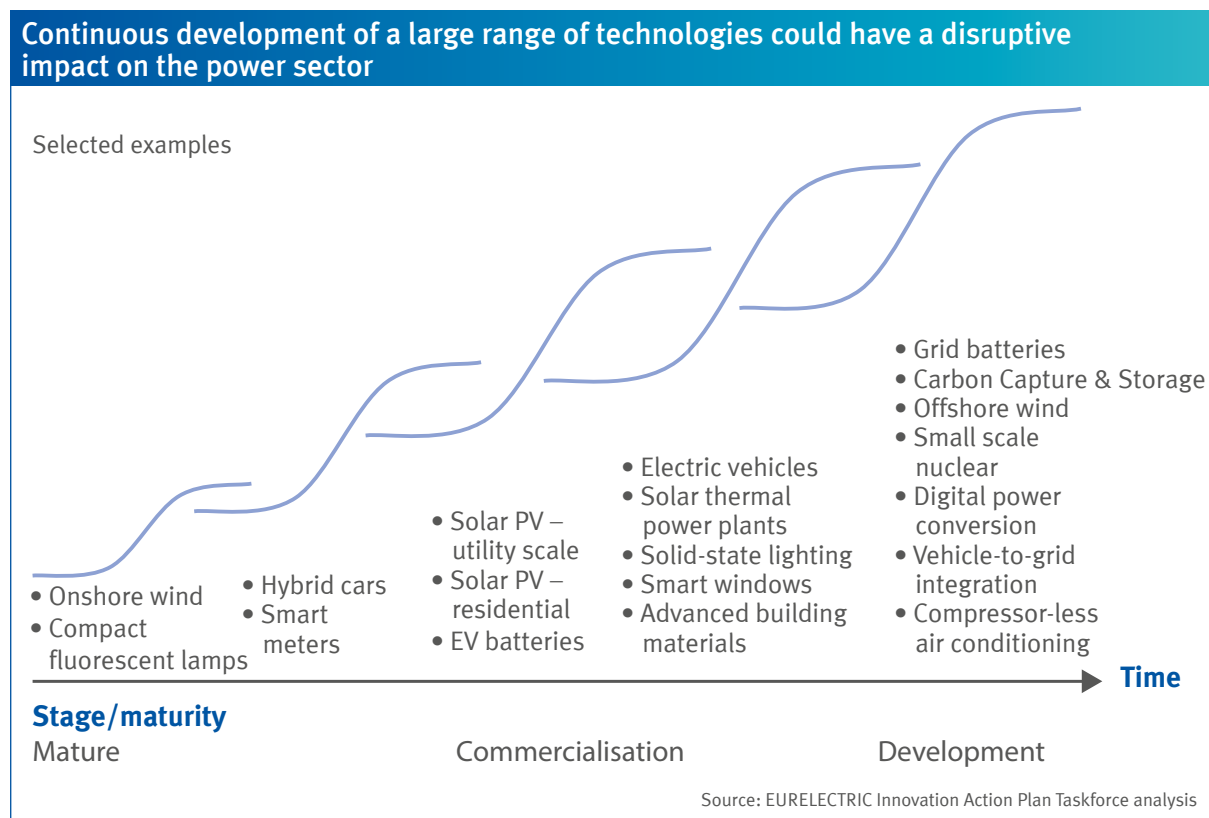 Continuous development of a large range of technologies could have a disruptive
impact on the power sector
Selected examples
• Onshore wind
• Compact
fluorescent lamps
• Hybrid cars
• Smart
meters
• Solar PV –
utility scale
• Solar PV –
residential
• EV batteries
• Electric vehicles
• Solar thermal
power plants
• Solid-state lighting
• Smart windows
• Advanced building
materials
• Grid batteries
• Carbon Capture & Storage
• Offshore wind
• Small scale
nuclear
• Digital power
conversion
• Vehicle-to-grid
integration
• Compressor-less
air conditioning
Time
Stage/maturity
Mature
Commercialisation
Development
Source: EURELECTRIC Innovation Action Plan Taskforce analysis